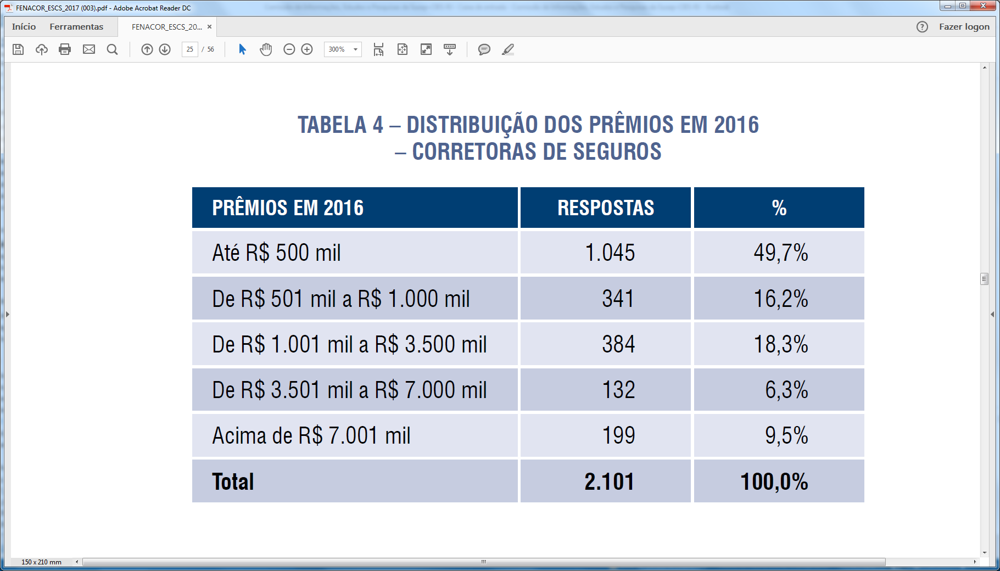 FENACOR_ESCS_2017 (003).pdf - Adobe Acrobat Reader DC
Início Ferramentas FENACOR_ESCS_20... × ? Fazer logon
25 / 56 300%
TABELA 4 – DISTRIBUIÇÃO DOS PRÊMIOS EM 2016
– CORRETORAS DE SEGUROS
PRÊMIOS EM 2016 RESPOSTAS %
Até R$ 500 mil 1.045 49,7%
De R$ 501 mil a R$ 1.000 mil 341 16,2%
De R$ 1.001 mil a R$ 3.500 mil 384 18,3%
De R$ 3.501 mil a R$ 7.000 mil 132 6,3%
Acima de R$ 7.001 mil 199 9,5%
Total 2.101 100,0%
150 x 210 mm